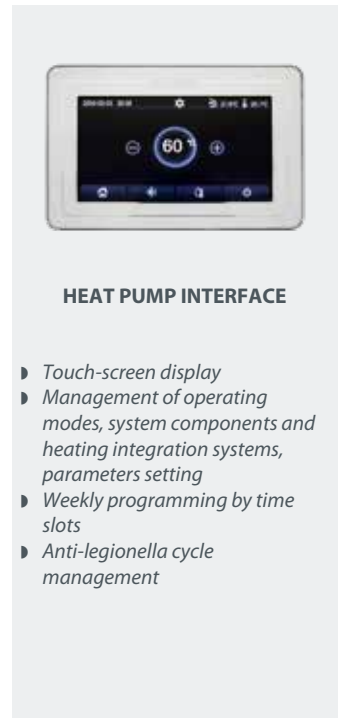 60
HEAT PUMP INTERFACE
Touch-screen display
Management of operating
modes, system components and
heating integration systems,
parameters setting
Weekly programming by time
slots
Anti-legionella cycle
management